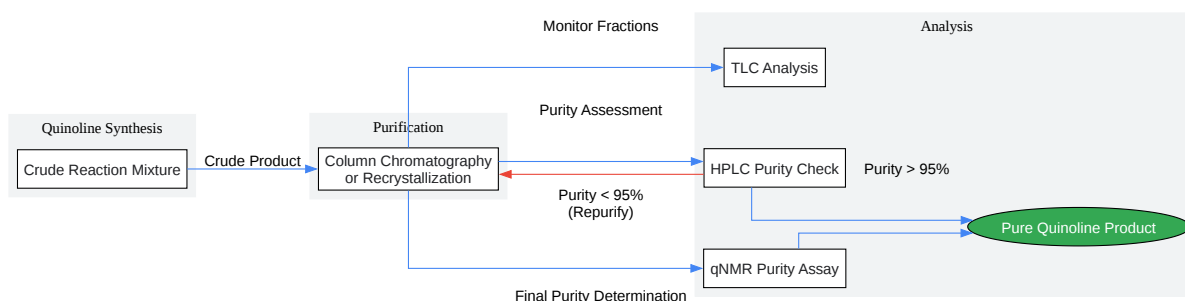 Monitor Fractions
Analysis
TLC Analysis
Purity Assessment
Quinoline Synthesis
Purification
Crude Reaction Mixture
Crude Product
Column Chromatography
or Recrystallization
HPLC Purity Check
Purity > 95%
Purity < 95%
(Repurify)
Pure Quinoline Product
qNMR Purity Assay
Final Purity Determination